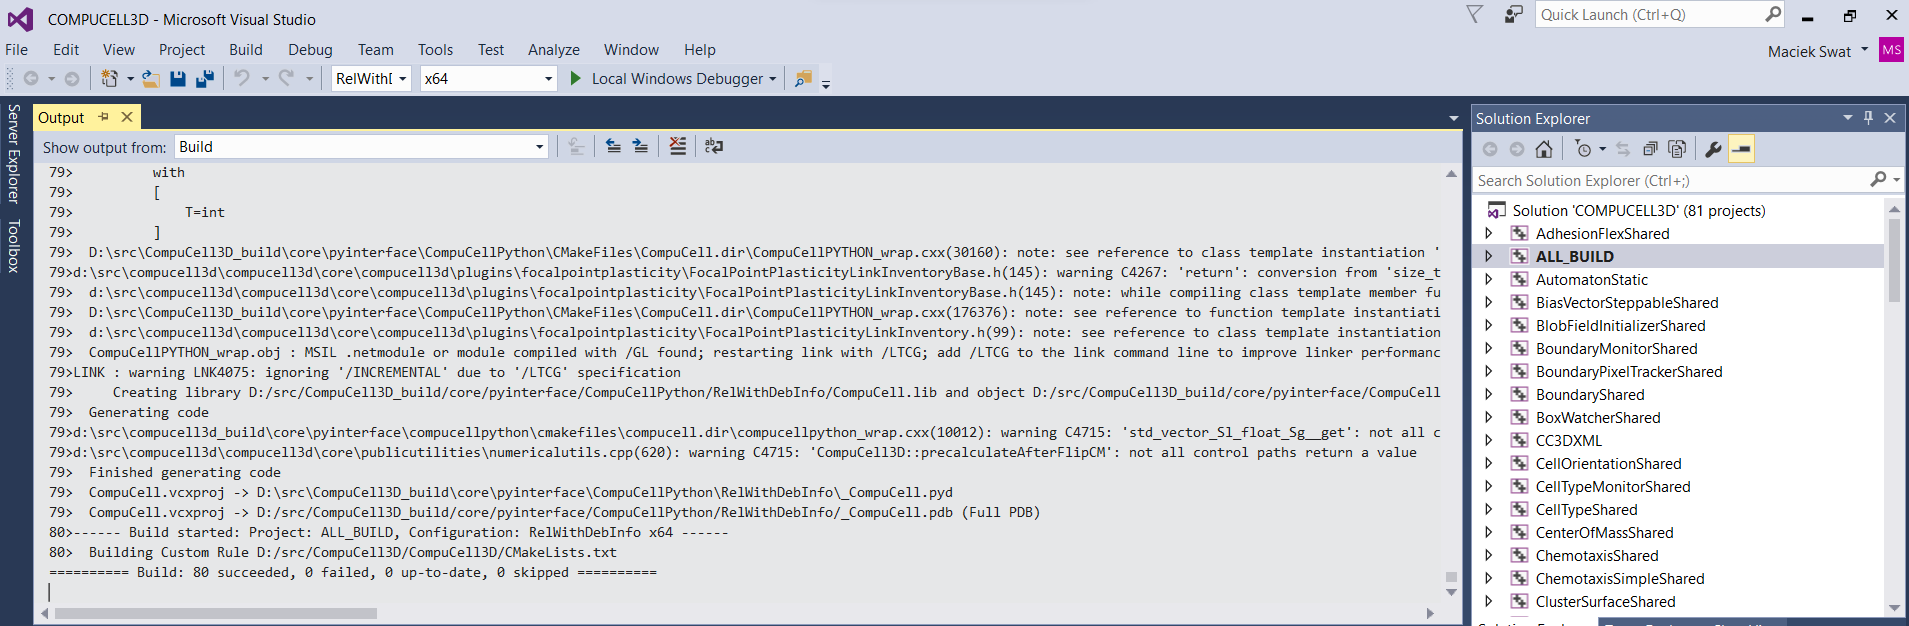 COMPUCELL3D - Microsoft Visual Studio
Quick Launch (Ctrl+Q)
File Edit View Project Build Debug Team Tools Test Analyze Window Help
Maciek Swat MS
RelWithI x64 Local Windows Debugger
Server Explorer
Toolbox
Output
Show output from: Build
79> with
79> [
79> T=int
79> ]
79> D:\src\CompuCell3D_build\core\pyinterface\CompuCellPython\CMakeFiles\CompuCell.dir\CompuCellPYTHON_wrap.cxx(30160): note: see reference to class template instantiation '
79>d:\src\compucell3d\compucell3d\core\compucell3d\plugins\focalpointplasticity\FocalPointPlasticityLinkInventoryBase.h(145): warning C4267: 'return': conversion from 'size_t
79> d:\src\compucell3d\compucell3d\core\compucell3d\plugins\focalpointplasticity\FocalPointPlasticityLinkInventoryBase.h(145): note: while compiling class template member fu
79> D:\src\CompuCell3D_build\core\pyinterface\CompuCellPython\CMakeFiles\CompuCell.dir\CompuCellPYTHON_wrap.cxx(176376): note: see reference to function template instantiati
79> d:\src\compucell3d\compucell3d\core\compucell3d\plugins\focalpointplasticity\FocalPointPlasticityLinkInventory.h(99): note: see reference to class template instantiation
79> CompuCellPYTHON_wrap.obj : MSIL .netmodule or module compiled with /GL found; restarting link with /LTCG; add /LTCG to the link command line to improve linker performanc
79>LINK : warning LNK4075: ignoring '/INCREMENTAL' due to '/LTCG' specification
79> Creating library D:/src/CompuCell3D_build/core/pyinterface/CompuCellPython/RelWithDebInfo/CompuCell.lib and object D:/src/CompuCell3D_build/core/pyinterface/CompuCell
79> Generating code
79>d:\src\compucell3d_build\core\pyinterface\compucellpython\cmakefiles\compucell.dir\compucellpython_wrap.cxx(10012): warning C4715: 'std_vector_Sl_float_Sg__get': not all c
79>d:\src\compucell3d\compucell3d\core\publicutilities\numericalutils.cpp(620): warning C4715: 'CompuCell3D::precalculateAfterFlipCM': not all control paths return a value
79> Finished generating code
79> CompuCell.vcxproj -> D:\src\CompuCell3D_build\core\pyinterface\CompuCellPython\RelWithDebInfo\_CompuCell.pyd
79> CompuCell.vcxproj -> D:/src/CompuCell3D_build/core/pyinterface/CompuCellPython/RelWithDebInfo/_CompuCell.pdb (Full PDB)
80>------ Build started: Project: ALL_BUILD, Configuration: RelWithDebInfo x64 ------
80> Building Custom Rule D:/src/CompuCell3D/CompuCell3D/CMakeLists.txt
========== Build: 80 succeeded, 0 failed, 0 up-to-date, 0 skipped ==========
Solution Explorer
Search Solution Explorer (Ctrl+;)
Solution 'COMPUCELL3D' (81 projects)
AdhesionFlexShared
ALL_BUILD
AutomatonStatic
BiasVectorSteppableShared
BlobFieldInitializerShared
BoundaryMonitorShared
BoundaryPixelTrackerShared
BoundaryShared
BoxWatcherShared
CC3DXML
CellOrientationShared
CellTypeMonitorShared
CellTypeShared
CenterOfMassShared
ChemotaxisShared
ChemotaxisSimpleShared
ClusterSurfaceShared